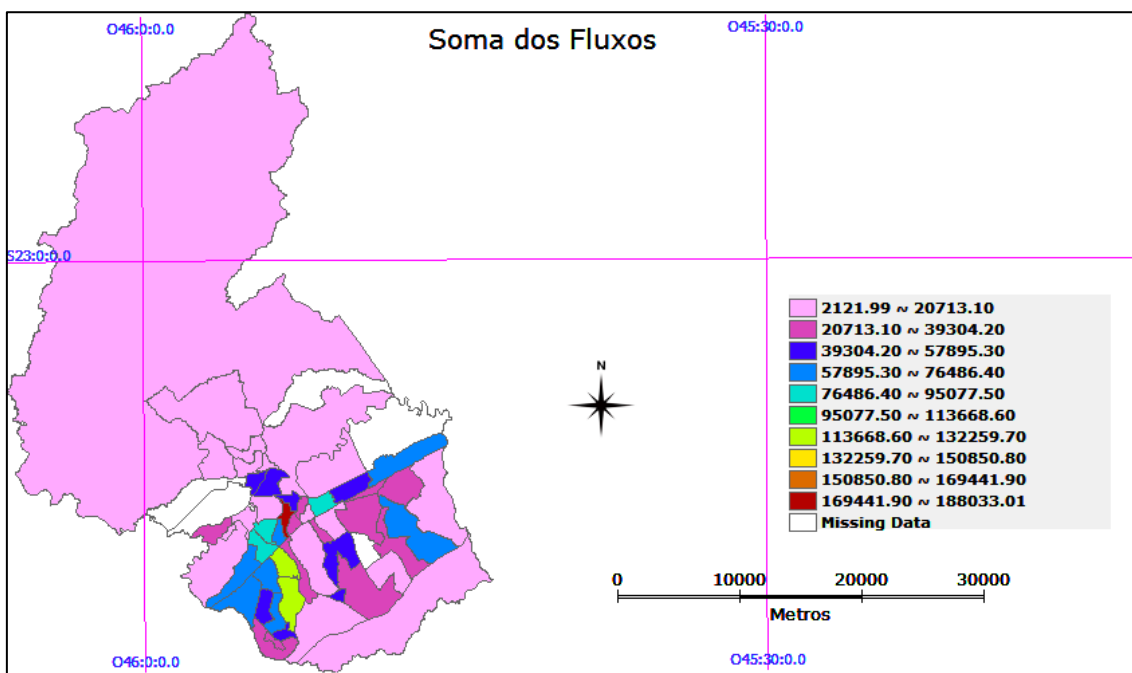 O46:0:0.0
Soma dos Fluxos
O45:30:0.0
S23:0:0.0
2121.99 ~ 20713.10
20713.10 ~ 39304.20
39304.20 ~ 57895.30
57895.30 ~ 76486.40
76486.40 ~ 95077.50
95077.50 ~ 113668.60
113668.60 ~ 132259.70
132259.70 ~ 150850.80
150850.80 ~ 169441.90
169441.90 ~ 188033.01
Missing Data
N
0 10000 20000 30000
Metros
O46:0:0.0
O45:30:0.0